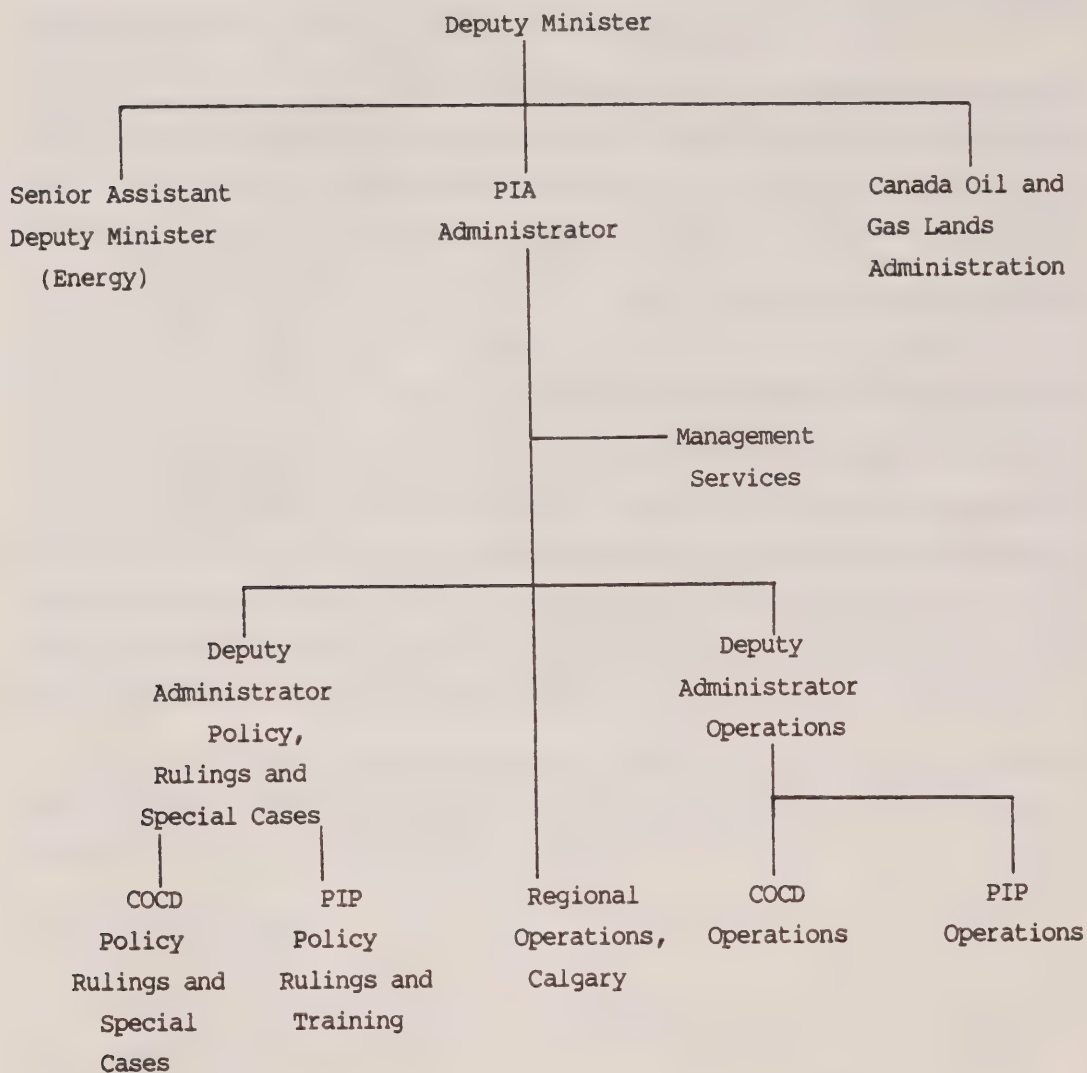 Deputy Minister
Senior Assistant
Deputy Minister
(Energy)
PIA
Administrator
Canada Oil and
Gas Lands
Administration
Management
Services
Deputy
Administrator
Policy,
Rulings and
Special Cases
Deputy
Administrator
Operations
COCD
Policy
Rulings and
Special
Cases
PIP
Policy
Rulings and
Training
Regional
Operations,
Calgary
COCD
Operations
PIP
Operations